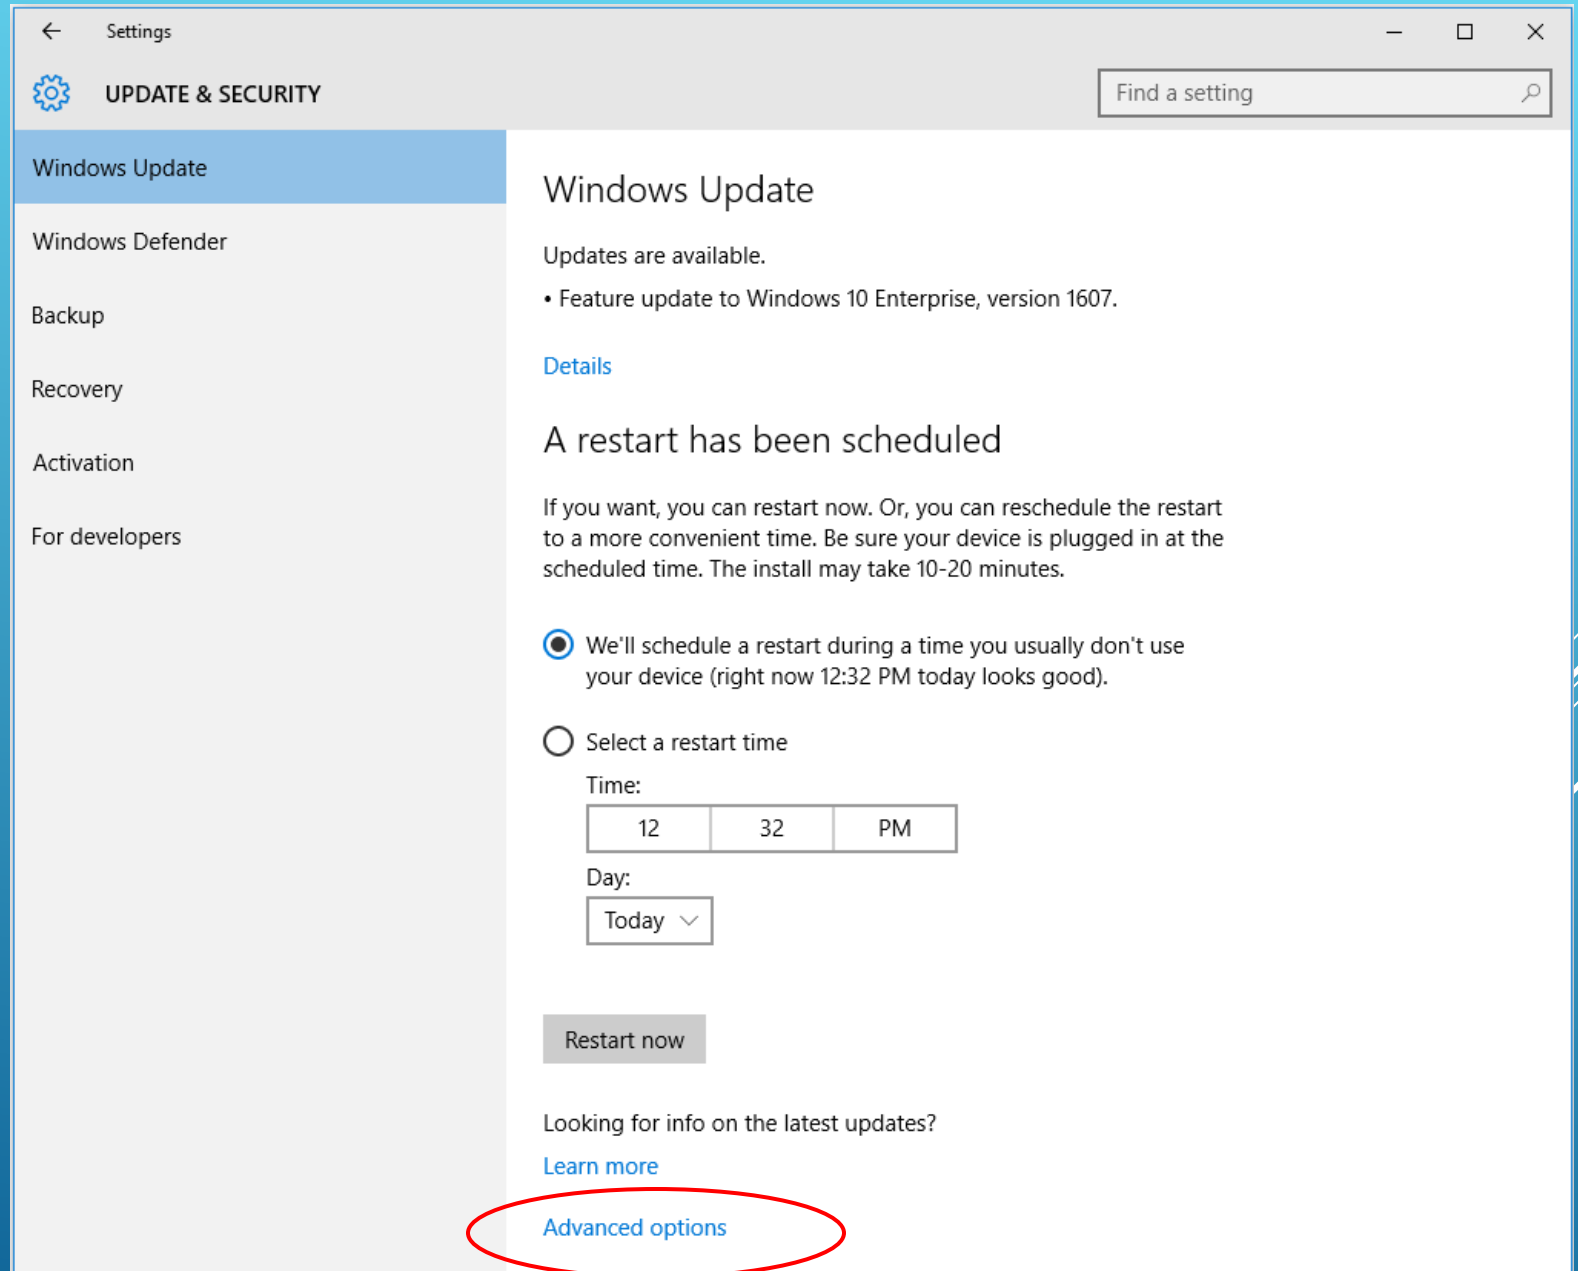 Settings
UPDATE & SECURITY
Find a setting
Windows Update
Windows Defender
Backup
Recovery
Activation
For developers
Windows Update
Updates are available.
• Feature update to Windows 10 Enterprise, version 1607.
Details
A restart has been scheduled
If you want, you can restart now. Or, you can reschedule the restart
to a more convenient time. Be sure your device is plugged in at the
scheduled time. The install may take 10-20 minutes.
We'll schedule a restart during a time you usually don't use
your device (right now 12:32 PM today looks good).
Select a restart time
Time:
12 32 PM
Day:
Today
Restart now
Looking for info on the latest updates?
Learn more
Advanced options